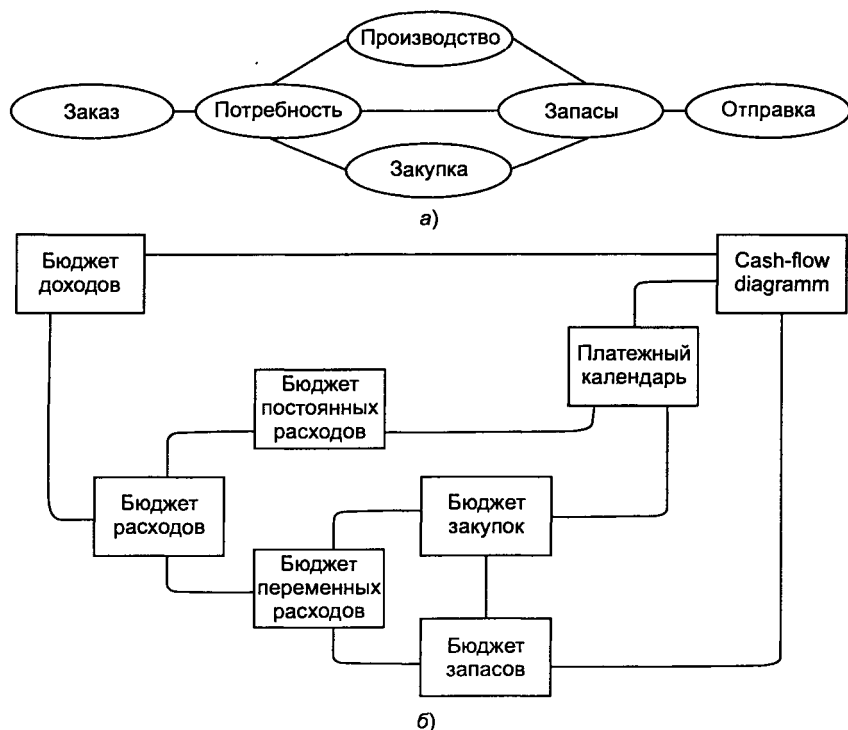 Производство
Заказ
Потребность
Запасы
Отправка
Закупка
а)
Бюджет
доходов
Cash-flow
diagramm
Платежный
календарь
Бюджет
постоянных
расходов
Бюджет
расходов
Бюджет
закупок
Бюджет
переменных
расходов
Бюджет
запасов
б)